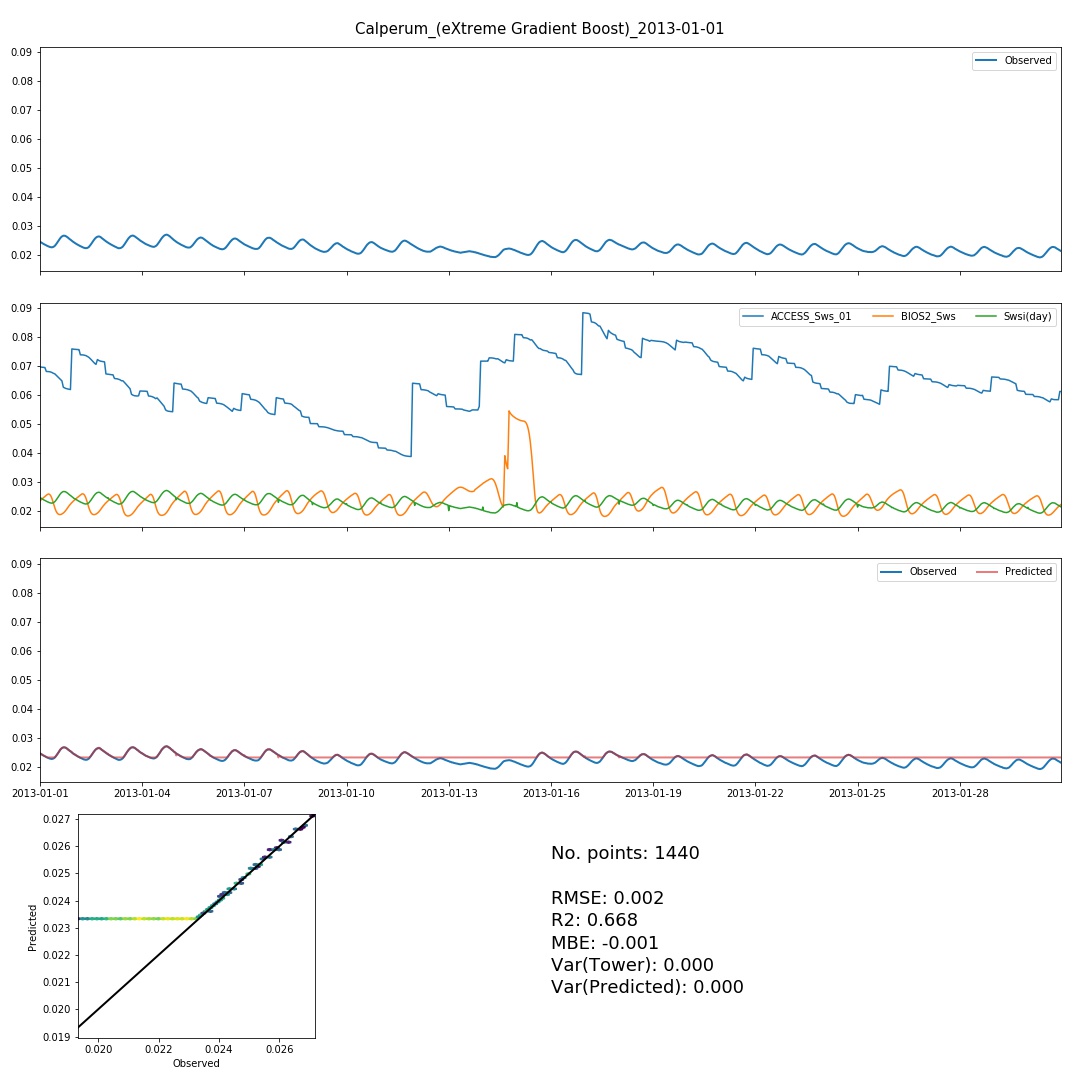 Calperum_(eXtreme Gradient Boost)_2013-01-01
0.09
0.08
0.07
0.06
0.05
0.04
0.03
0.02
Observed
0.09
0.08
0.07
0.06
0.05
0.04
0.03
0.02
ACCESS_Sws_01 BIOS2_Sws Swsi(day)
0.09
0.08
0.07
0.06
0.05
0.04
0.03
0.02
Observed Predicted
2013-01-01 2013-01-04 2013-01-07 2013-01-10 2013-01-13 2013-01-16 2013-01-19 2013-01-22 2013-01-25 2013-01-28
0.027
0.026
0.025
0.024
0.023
0.022
0.021
0.020
0.019
Predicted
0.020 0.022 0.024 0.026
Observed
No. points: 1440
RMSE: 0.002
R2: 0.668
MBE: -0.001
Var(Tower): 0.000
Var(Predicted): 0.000